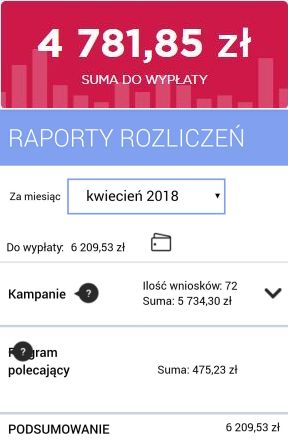 4 781,85 zł
SUMA DO WYPŁATY
RAPORTY ROZLICZEŃ
Za miesiąc kwiecień 2018
Do wypłaty: 6 209,53 zł
Kampanie ? Ilość wniosków: 72
Suma: 5 734,30 zł
?
polecający Suma: 475,23 zł
PODSUMOWANIE 6 209,53 zł